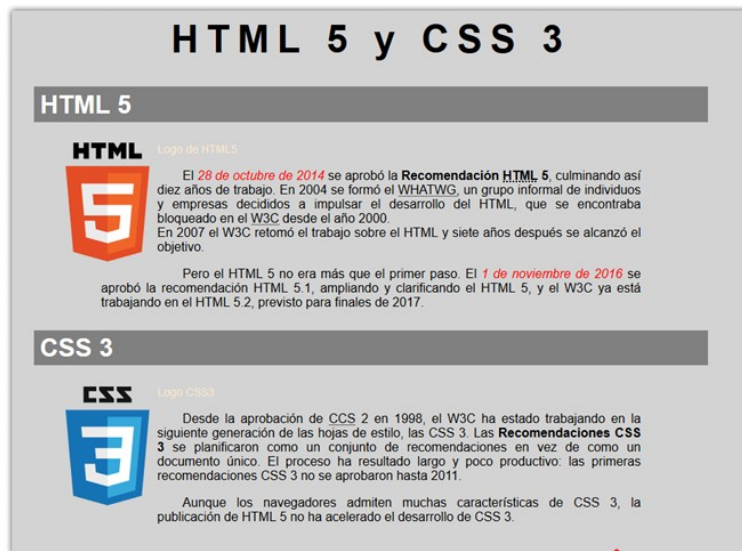 HTML 5 y CSS 3
HTML 5
HTML
5
Logo de HTML5
El 28 de octubre de 2014 se aprobó la Recomendación HTML 5, culminando así
diez años de trabajo. En 2004 se formó el WHATWG, un grupo informal de individuos
y empresas decididos a impulsar el desarrollo del HTML, que se encontraba
bloqueado en el W3C desde el año 2000.
En 2007 el W3C retomó el trabajo sobre el HTML y siete años después se alcanzó el
objetivo.
Pero el HTML 5 no era más que el primer paso. El 1 de noviembre de 2016 se
aprobó la recomendación HTML 5.1, ampliando y clarificando el HTML 5, y el W3C ya está
trabajando en el HTML 5.2, previsto para finales de 2017.
CSS 3
CSS
3
Logo CSS3
Desde la aprobación de CCS 2 en 1998, el W3C ha estado trabajando en la
siguiente generación de las hojas de estilo, las CSS 3. Las Recomendaciones CSS
3 se planificaron como un conjunto de recomendaciones en vez de como un
documento único. El proceso ha resultado largo y poco productivo: las primeras
recomendaciones CSS 3 no se aprobaron hasta 2011.
Aunque los navegadores admiten muchas características de CSS 3, la
publicación de HTML 5 no ha acelerado el desarrollo de CSS 3.